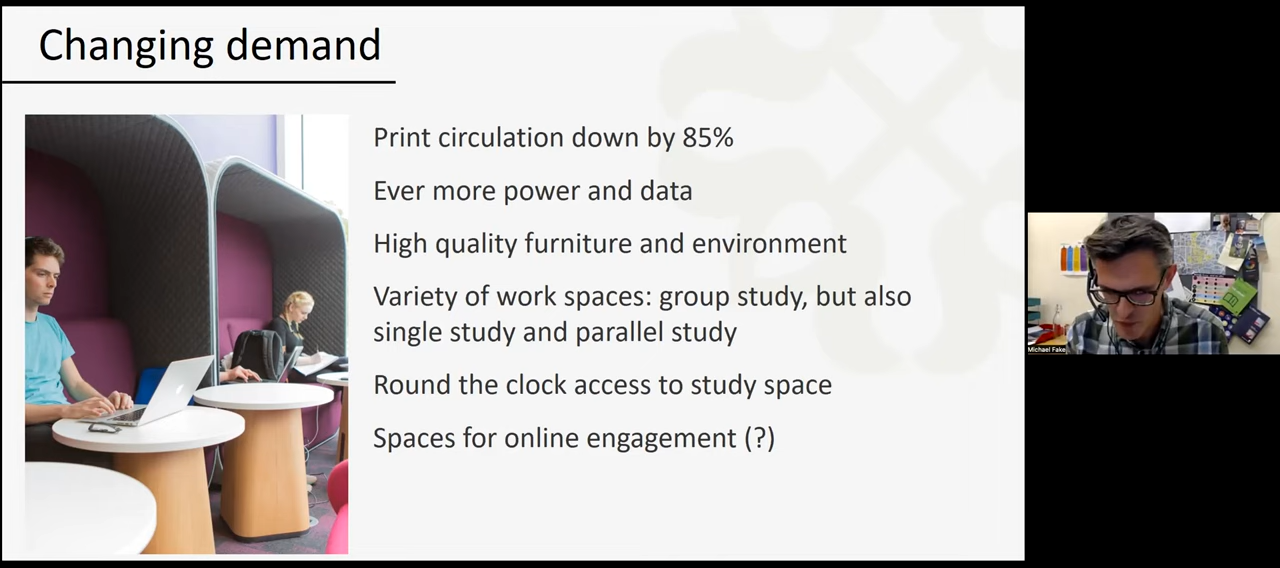 Changing demand
Print circulation down by 85%
Ever more power and data
High quality furniture and environment
Variety of work spaces: group study, but also
single study and parallel study
Round the clock access to study space
Spaces for online engagement (?)
Michael Fake